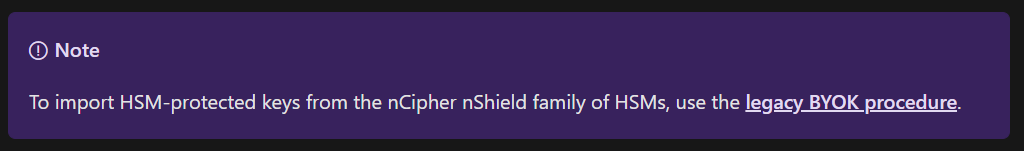 Note
To import HSM-protected keys from the nCipher nShield family of HSMs, use the legacy BYOK procedure.